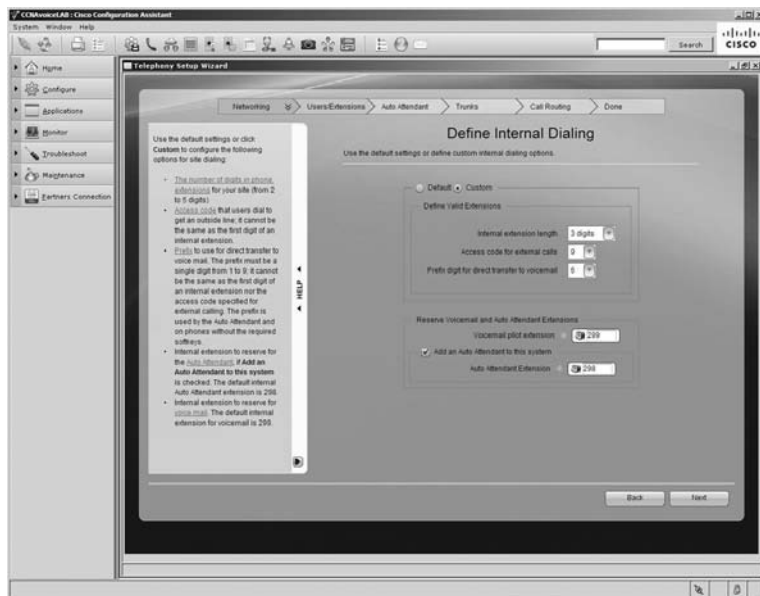 CCNAvoiceLAB - Cisco Configuration Assistant
System Window Help
Search
CISCO
Home
Configure
Applications
Monitor
Troubleshoot
Maintenance
Partners Connection
Telephony Setup Wizard
Networking
Users/Extensions
Auto Attendant
Trunks
Call Routing
Done
Use the default settings or click
Custom to configure the following
options for site dialing:
• The number of digits in phone
extensions for your site (from 2
to 5 digits)
• Access code that users dial to
get an outside line; it cannot be
the same as the first digit of an
internal extension.
• Prefix to use for direct transfer to
voice mail. The prefix must be a
single digit from 1 to 9; it cannot
be the same as the first digit of
an internal extension nor the
access code specified for
external calling. The prefix is
used by the Auto Attendant and
on phones without the required
softkeys.
• Internal extension to reserve for
the Auto Attendant, if Add an
Auto Attendant to this system
is checked. The default internal
Auto Attendant extension is 298.
• Internal extension to reserve for
voice mail. The default internal
extension for voicemail is 299.
HELP
Define Internal Dialing
Use the default settings or define custom internal dialing options.
Default Custom
Define Valid Extensions
Internal extension length 3 digits
Access code for external calls 9
Prefix digit for direct transfer to voicemail 6
Reserve Voicemail and Auto Attendant Extensions
Voicemail pilot extension 299
Add an Auto Attendant to this system
Auto Attendant Extension 298
Back
Next